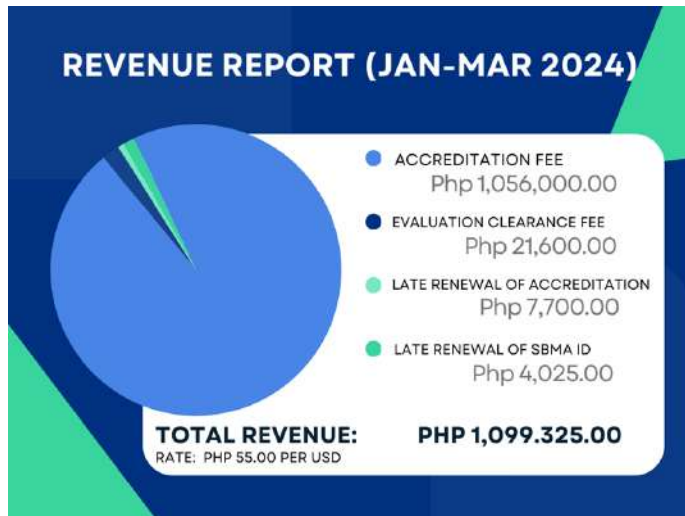 REVENUE REPORT (JAN-MAR 2024)
ACCREDITATION FEE
Php 1,056,000.00
EVALUATION CLEARANCE FEE
Php 21,600.00
LATE RENEWAL OF ACCREDITATION
Php 7,700.00
LATE RENEWAL OF SBMA ID
Php 4,025.00
TOTAL REVENUE: PHP 1,099.325.00
RATE: PHP 55.00 PER USD